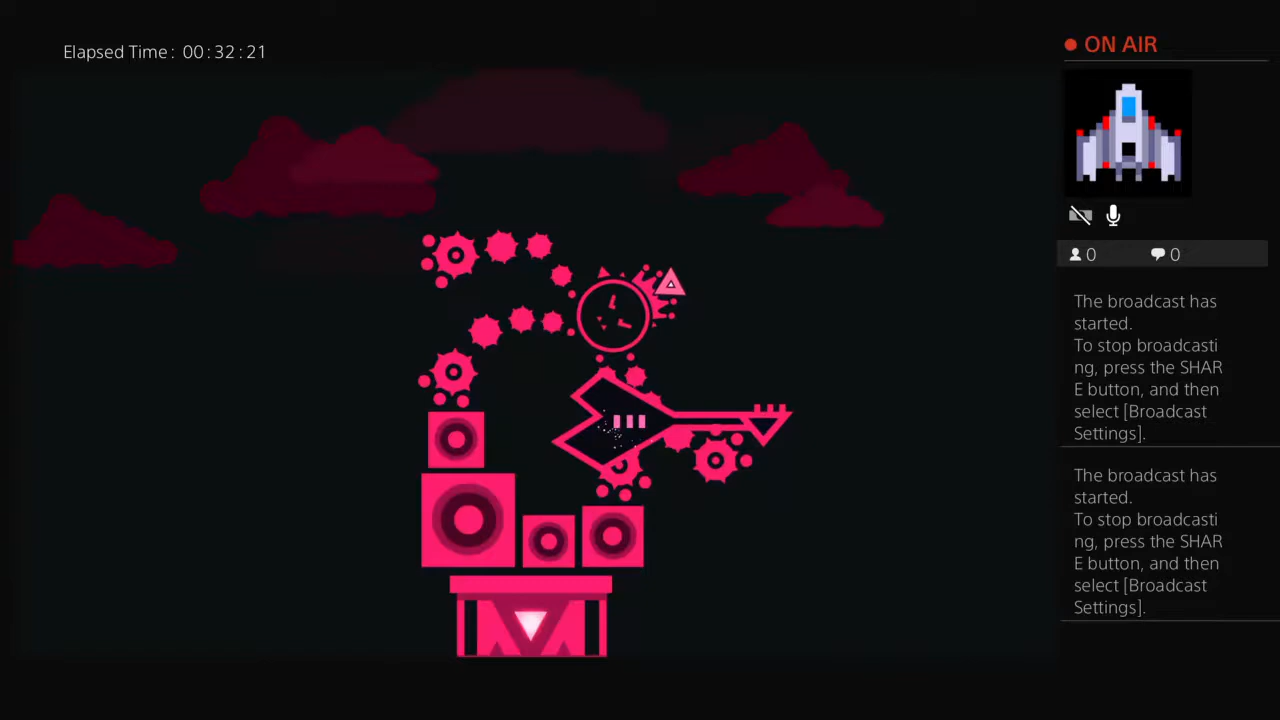 Elapsed Time: 00:32:21
ON AIR
0
0
The broadcast has
started.
To stop broadcasti
ng, press the SHAR
E button, and then
select [Broadcast
Settings].
The broadcast has
started.
To stop broadcasti
ng, press the SHAR
E button, and then
select [Broadcast
Settings].